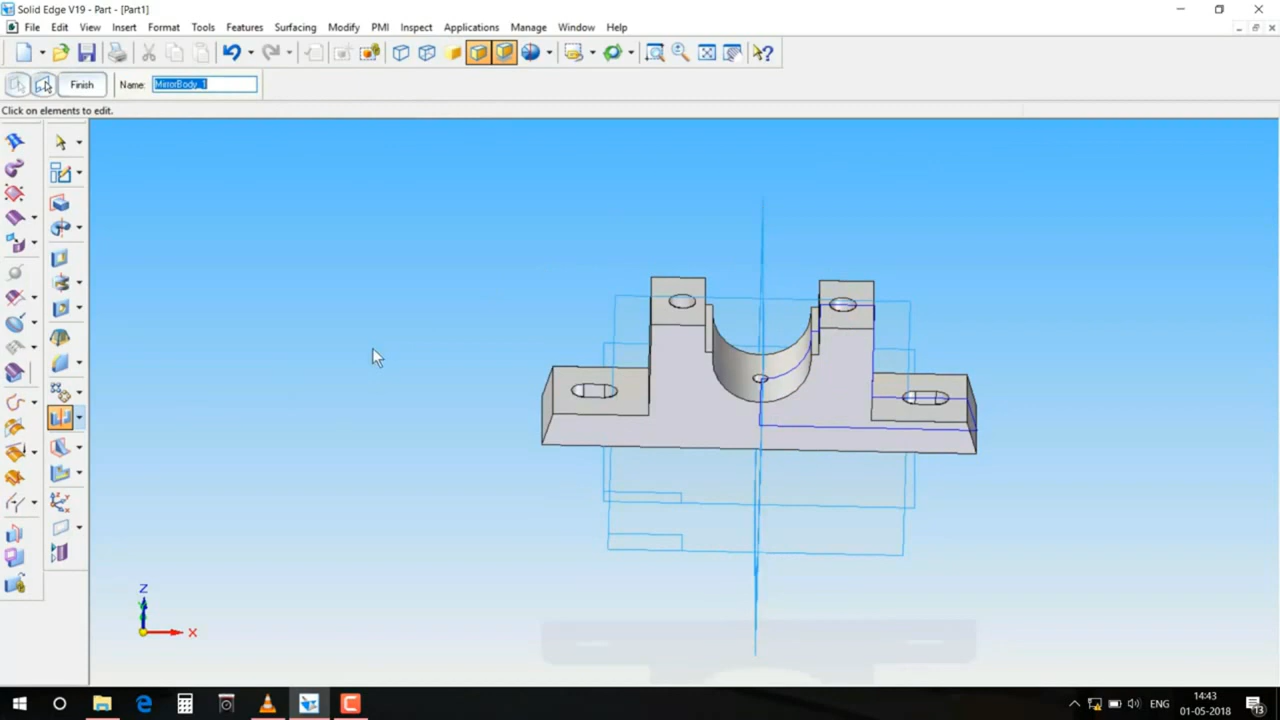 Solid Edge V19 - Part - [Part1]
File Edit View Insert Format Tools Features Surfacing Modify PMI Inspect Applications Manage Window Help
Finish Name: MirrorBody_1
Click on elements to edit.
Z
X
ENG
14:43
01-05-2018
13